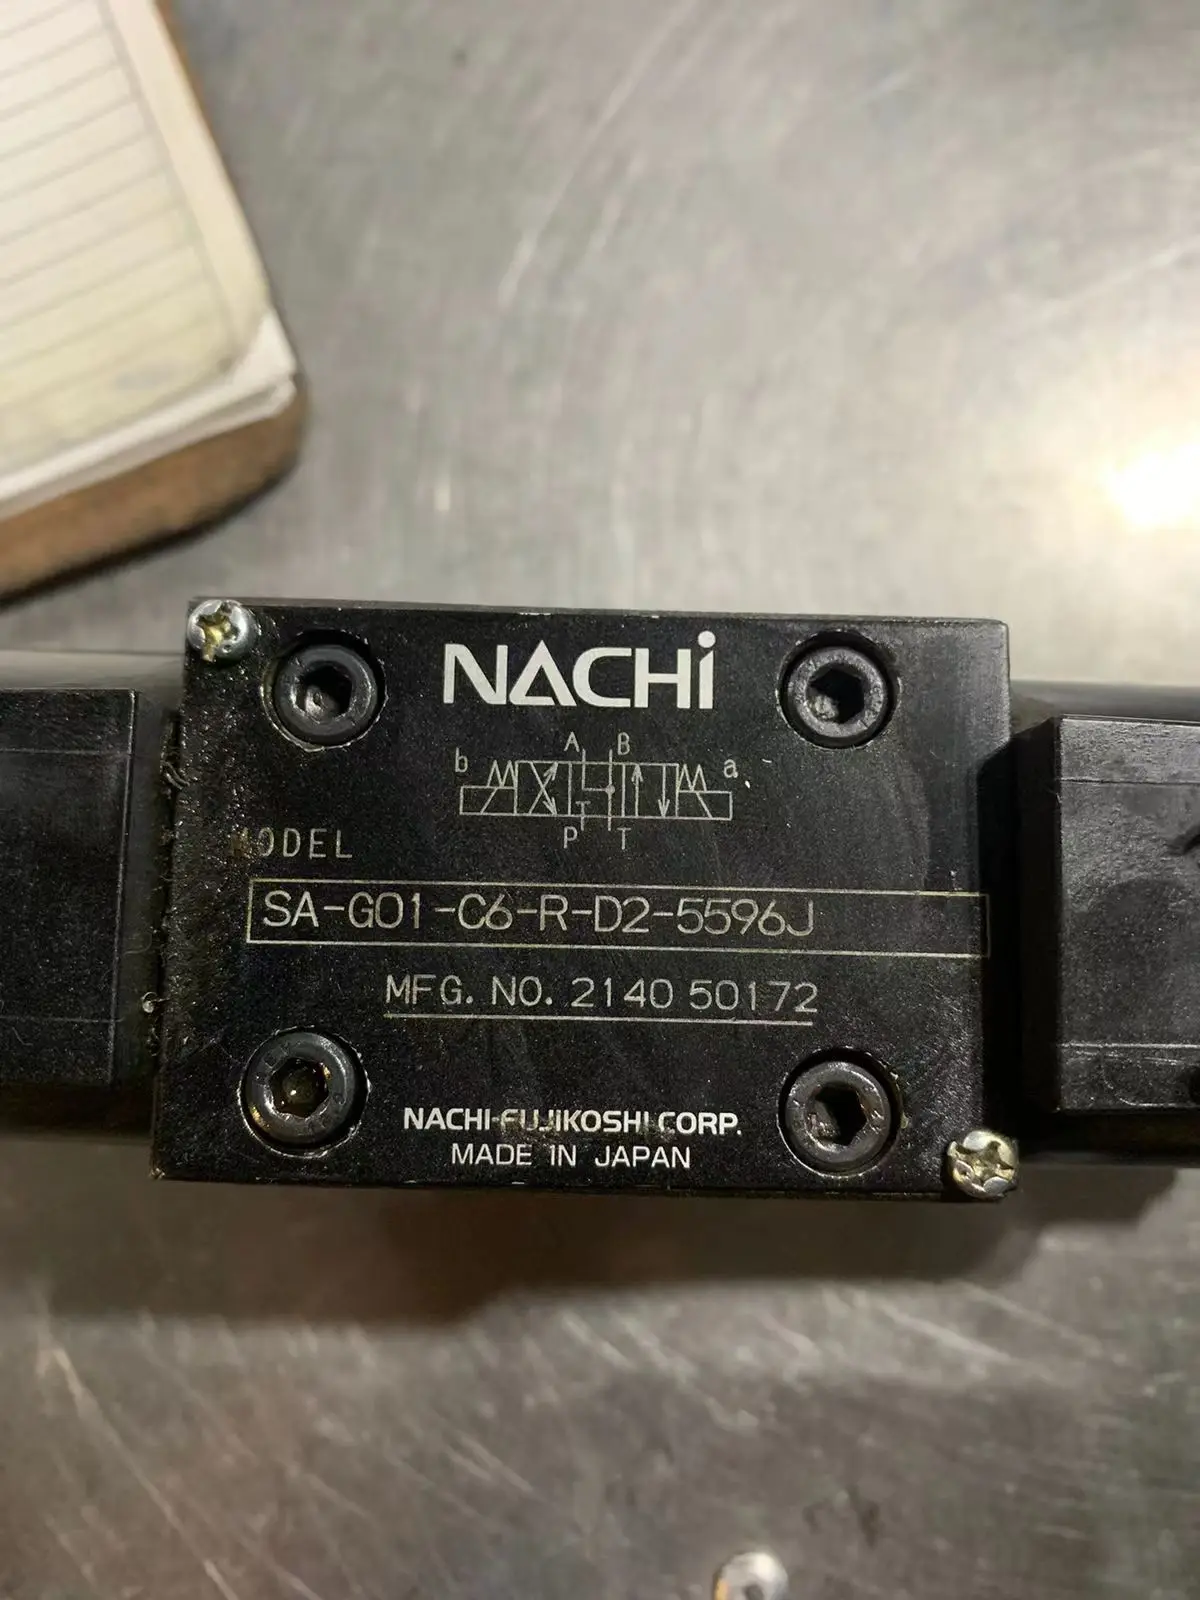 NACHi
A B
b a
P T
MODEL
SA-G01-C6-R-D2-5596J
MFG. NO. 2140 50172
NACHI-FUJIKOSHI CORP.
MADE IN JAPAN